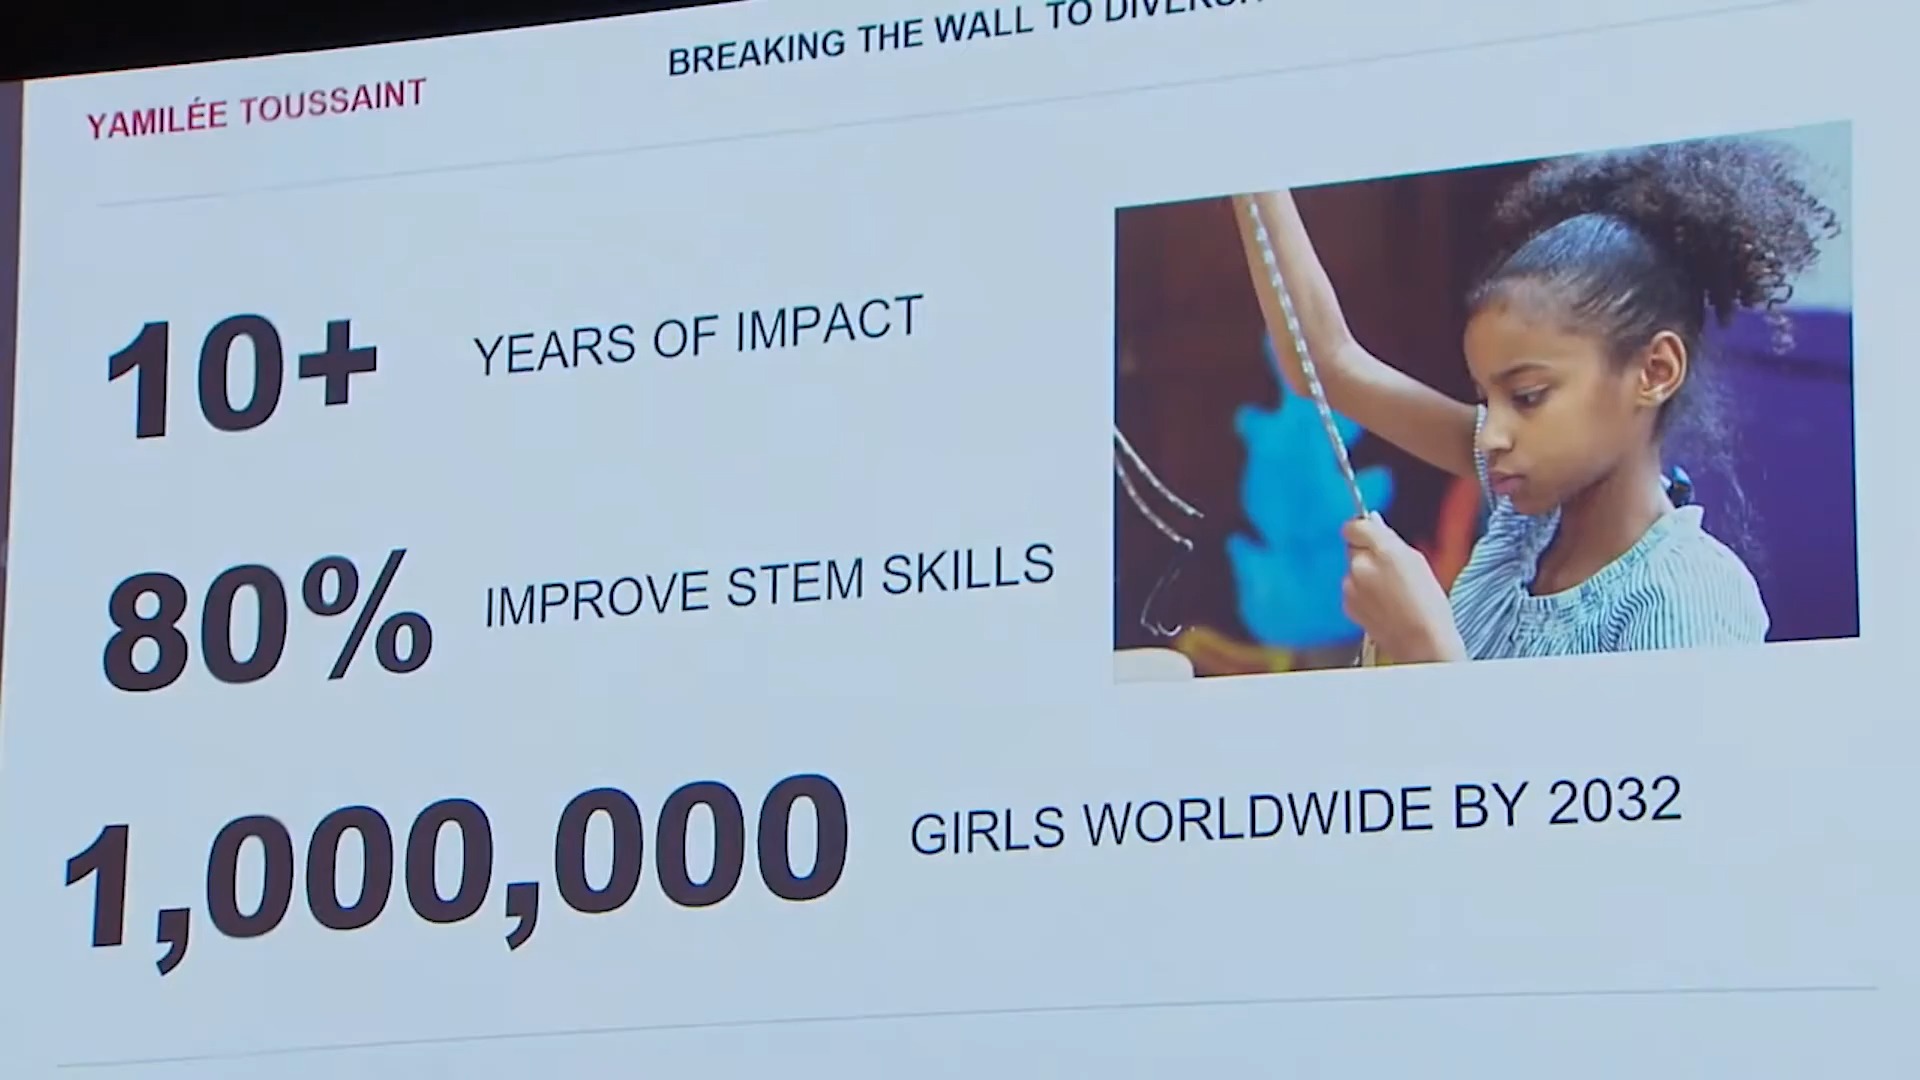 YAMILÉE TOUSSAINT
BREAKING THE WALL TO
10+ YEARS OF IMPACT
80% IMPROVE STEM SKILLS
1,000,000 GIRLS WORLDWIDE BY 2032